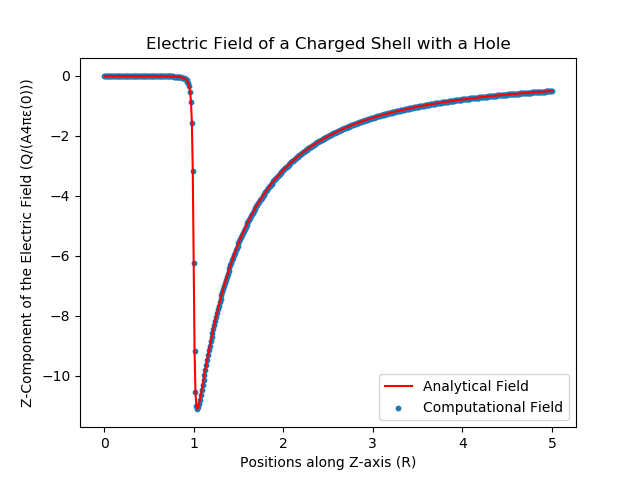 Electric Field of a Charged Shell with a Hole
Z-Component of the Electric Field (Q/(A4πε(0)))
0
−2
−4
−6
−8
−10
Analytical Field
Computational Field
0 1 2 3 4 5
Positions along Z-axis (R)